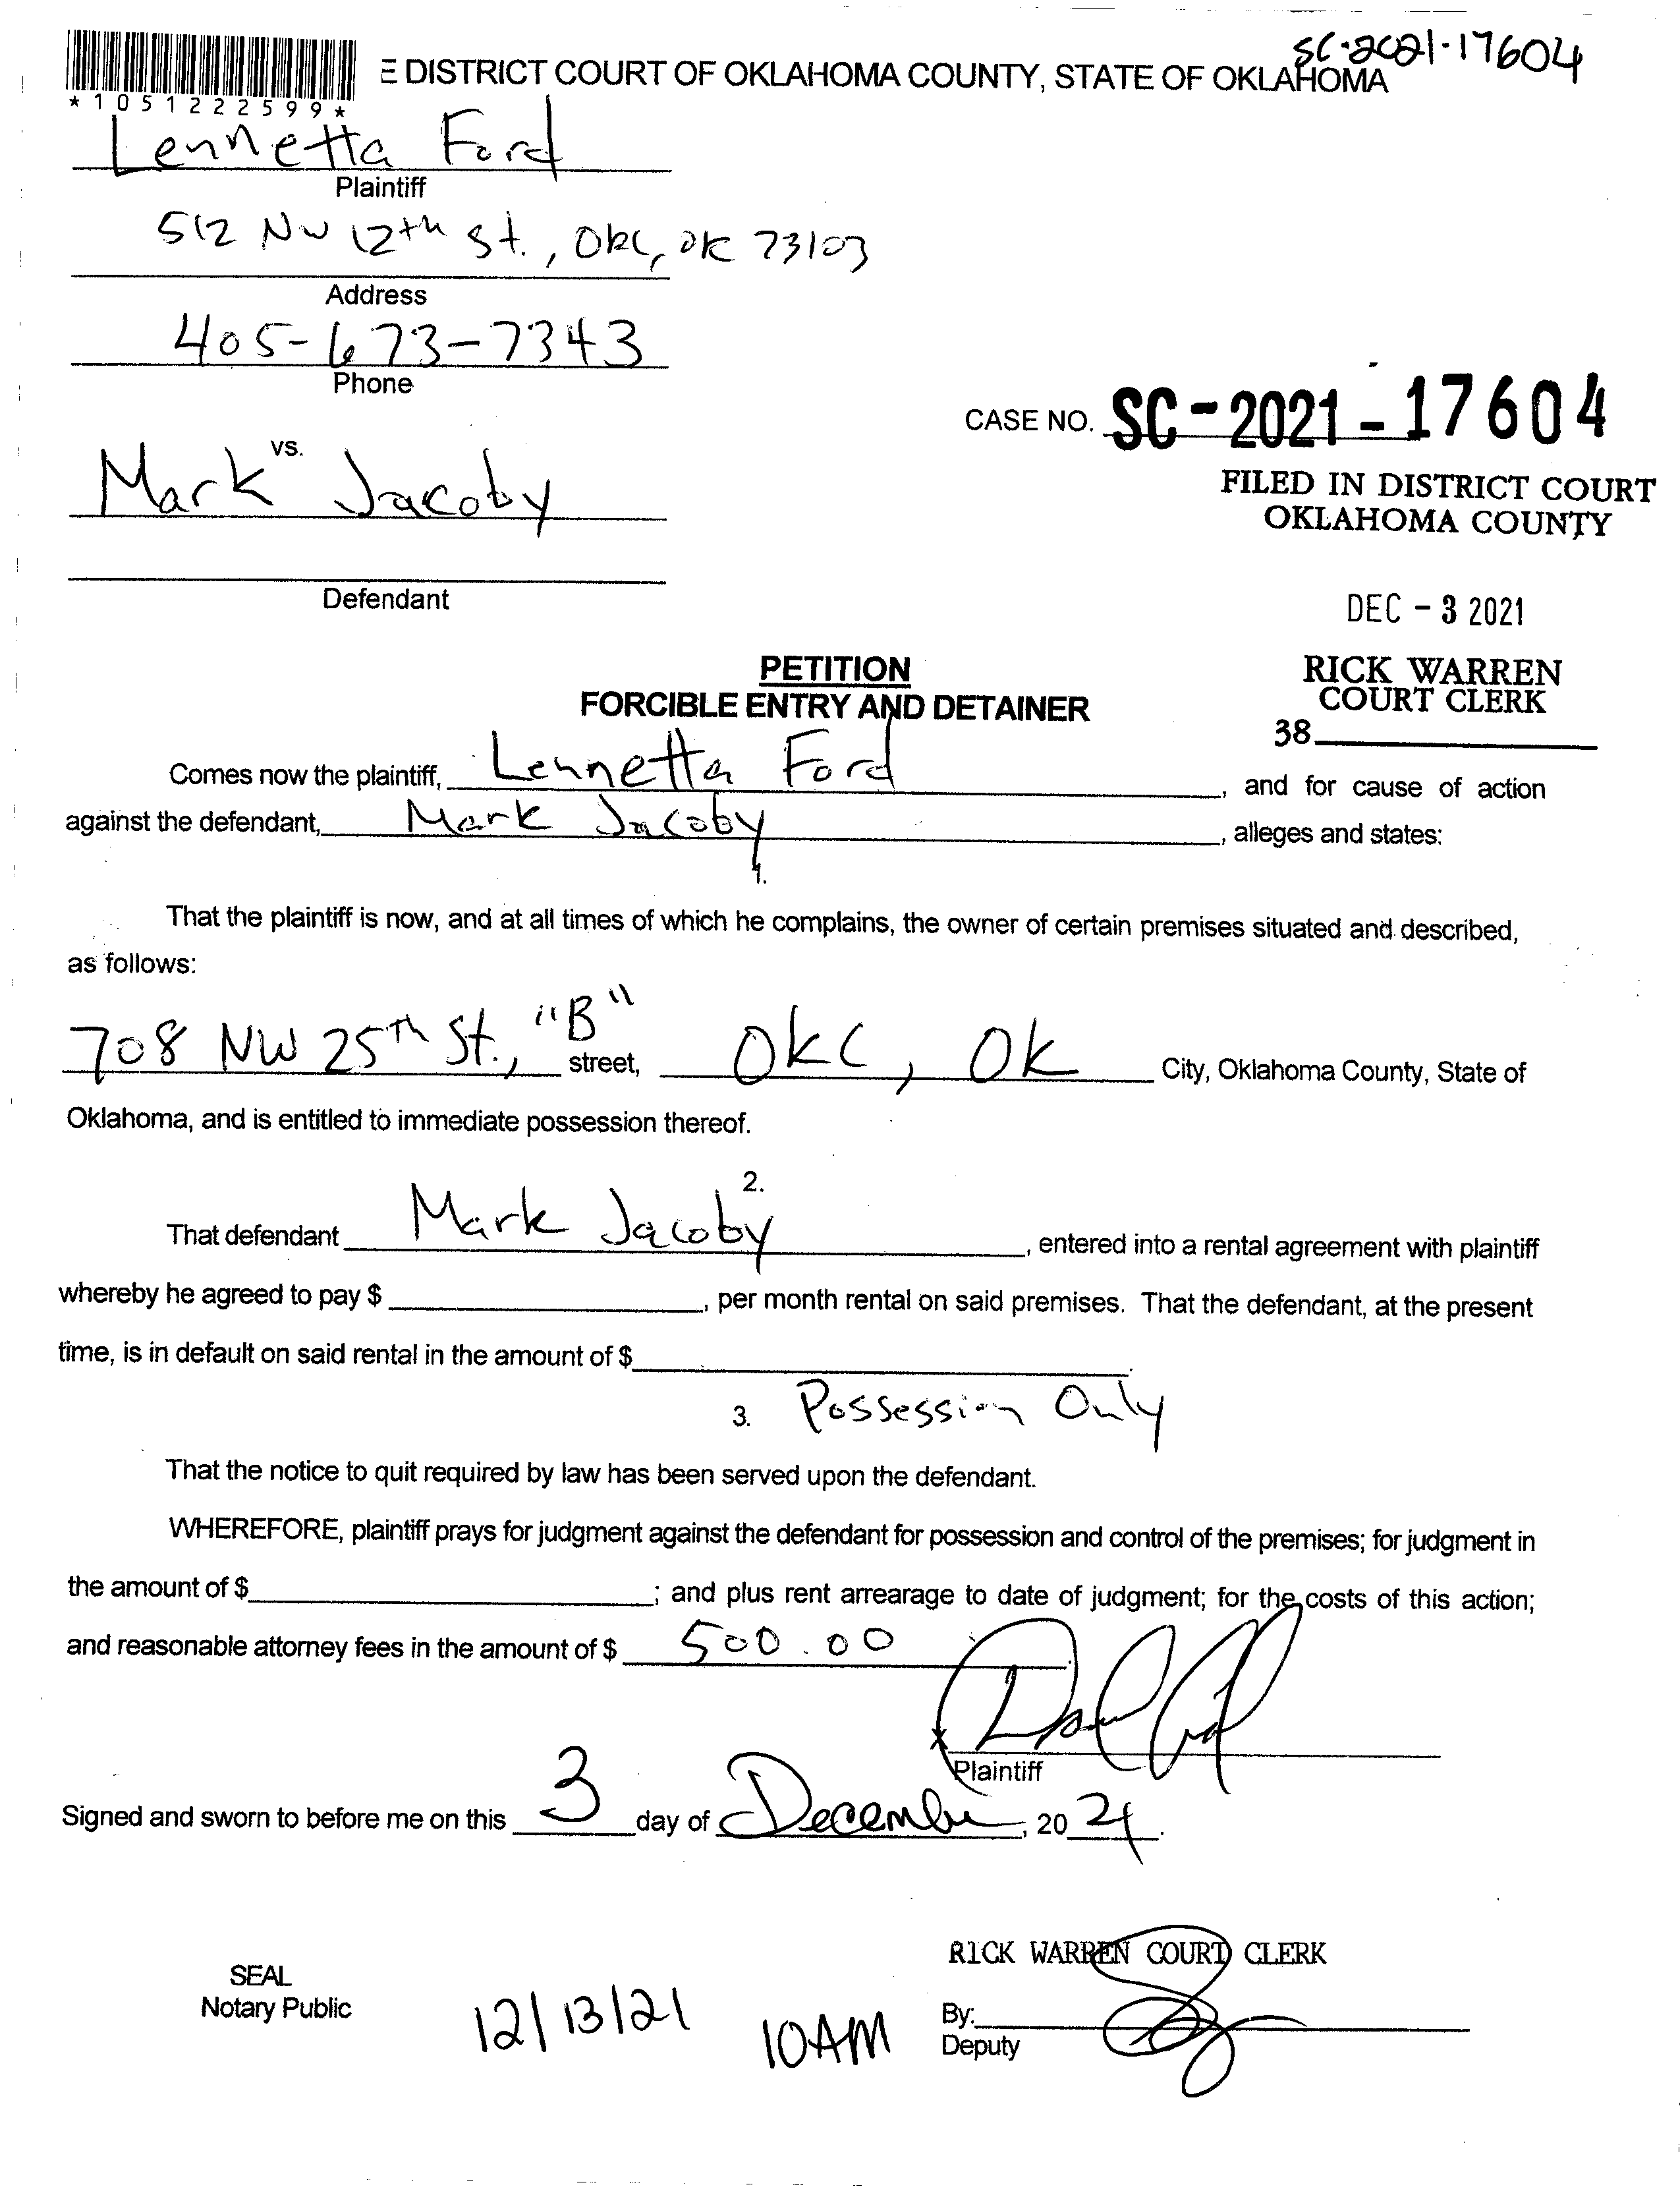 SC-2021-17604
E DISTRICT COURT OF OKLAHOMA COUNTY, STATE OF OKLAHOMA
*1051222599*
Lennetta Ford
Plaintiff
512 NW 12th St., OKC, OK 73103
Address
405-673-7343
Phone
CASE NO. SC-2021-17604
vs.
Mark Jacoby
FILED IN DISTRICT COURT
OKLAHOMA COUNTY
Defendant
DEC - 3 2021
PETITION
FORCIBLE ENTRY AND DETAINER
RICK WARREN
COURT CLERK
38
Comes now the plaintiff, Lennetta Ford, and for cause of action
against the defendant, Mark Jacoby, alleges and states:
1.
That the plaintiff is now, and at all times of which he complains, the owner of certain premises situated and described,
as follows:
708 NW 25th St., "B" street, OKC, OK City, Oklahoma County, State of
Oklahoma, and is entitled to immediate possession thereof.
2.
That defendant Mark Jacoby, entered into a rental agreement with plaintiff
whereby he agreed to pay $, per month rental on said premises. That the defendant, at the present
time, is in default on said rental in the amount of $.
3. Possession Only
That the notice to quit required by law has been served upon the defendant.
WHEREFORE, plaintiff prays for judgment against the defendant for possession and control of the premises; for judgment in
the amount of $; and plus rent arrearage to date of judgment; for the costs of this action;
and reasonable attorney fees in the amount of $ 500.00.
X
Plaintiff
Signed and sworn to before me on this 3 day of December, 2021.
RICK WARREN COURT CLERK
SEAL
Notary Public
12/13/21 10AM
By:
Deputy